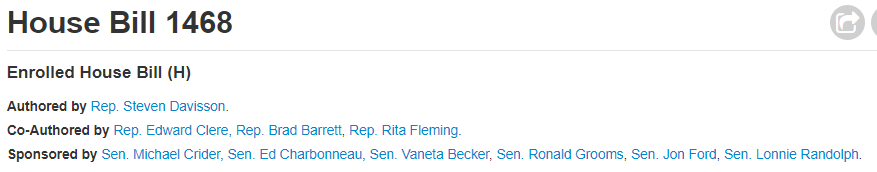 House Bill 1468
Enrolled House Bill (H)
Authored by Rep. Steven Davisson.
Co-Authored by Rep. Edward Clere, Rep. Brad Barrett, Rep. Rita Fleming.
Sponsored by Sen. Michael Crider, Sen. Ed Charbonneau, Sen. Vaneta Becker, Sen. Ronald Grooms, Sen. Jon Ford, Sen. Lonnie Randolph.